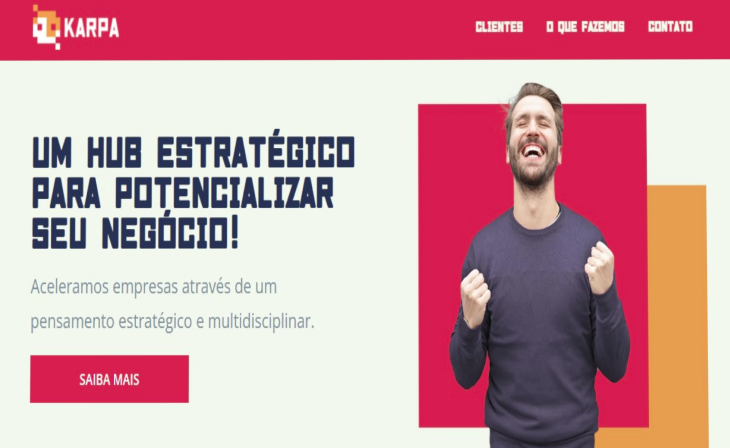 KARPA
CLIENTES O QUE FAZEMOS CONTATO
UM HUB ESTRATÉGICO
PARA POTENCIALIZAR
SEU NEGÓCIO!
Aceleramos empresas através de um
pensamento estratégico e multidisciplinar.
SAIBA MAIS